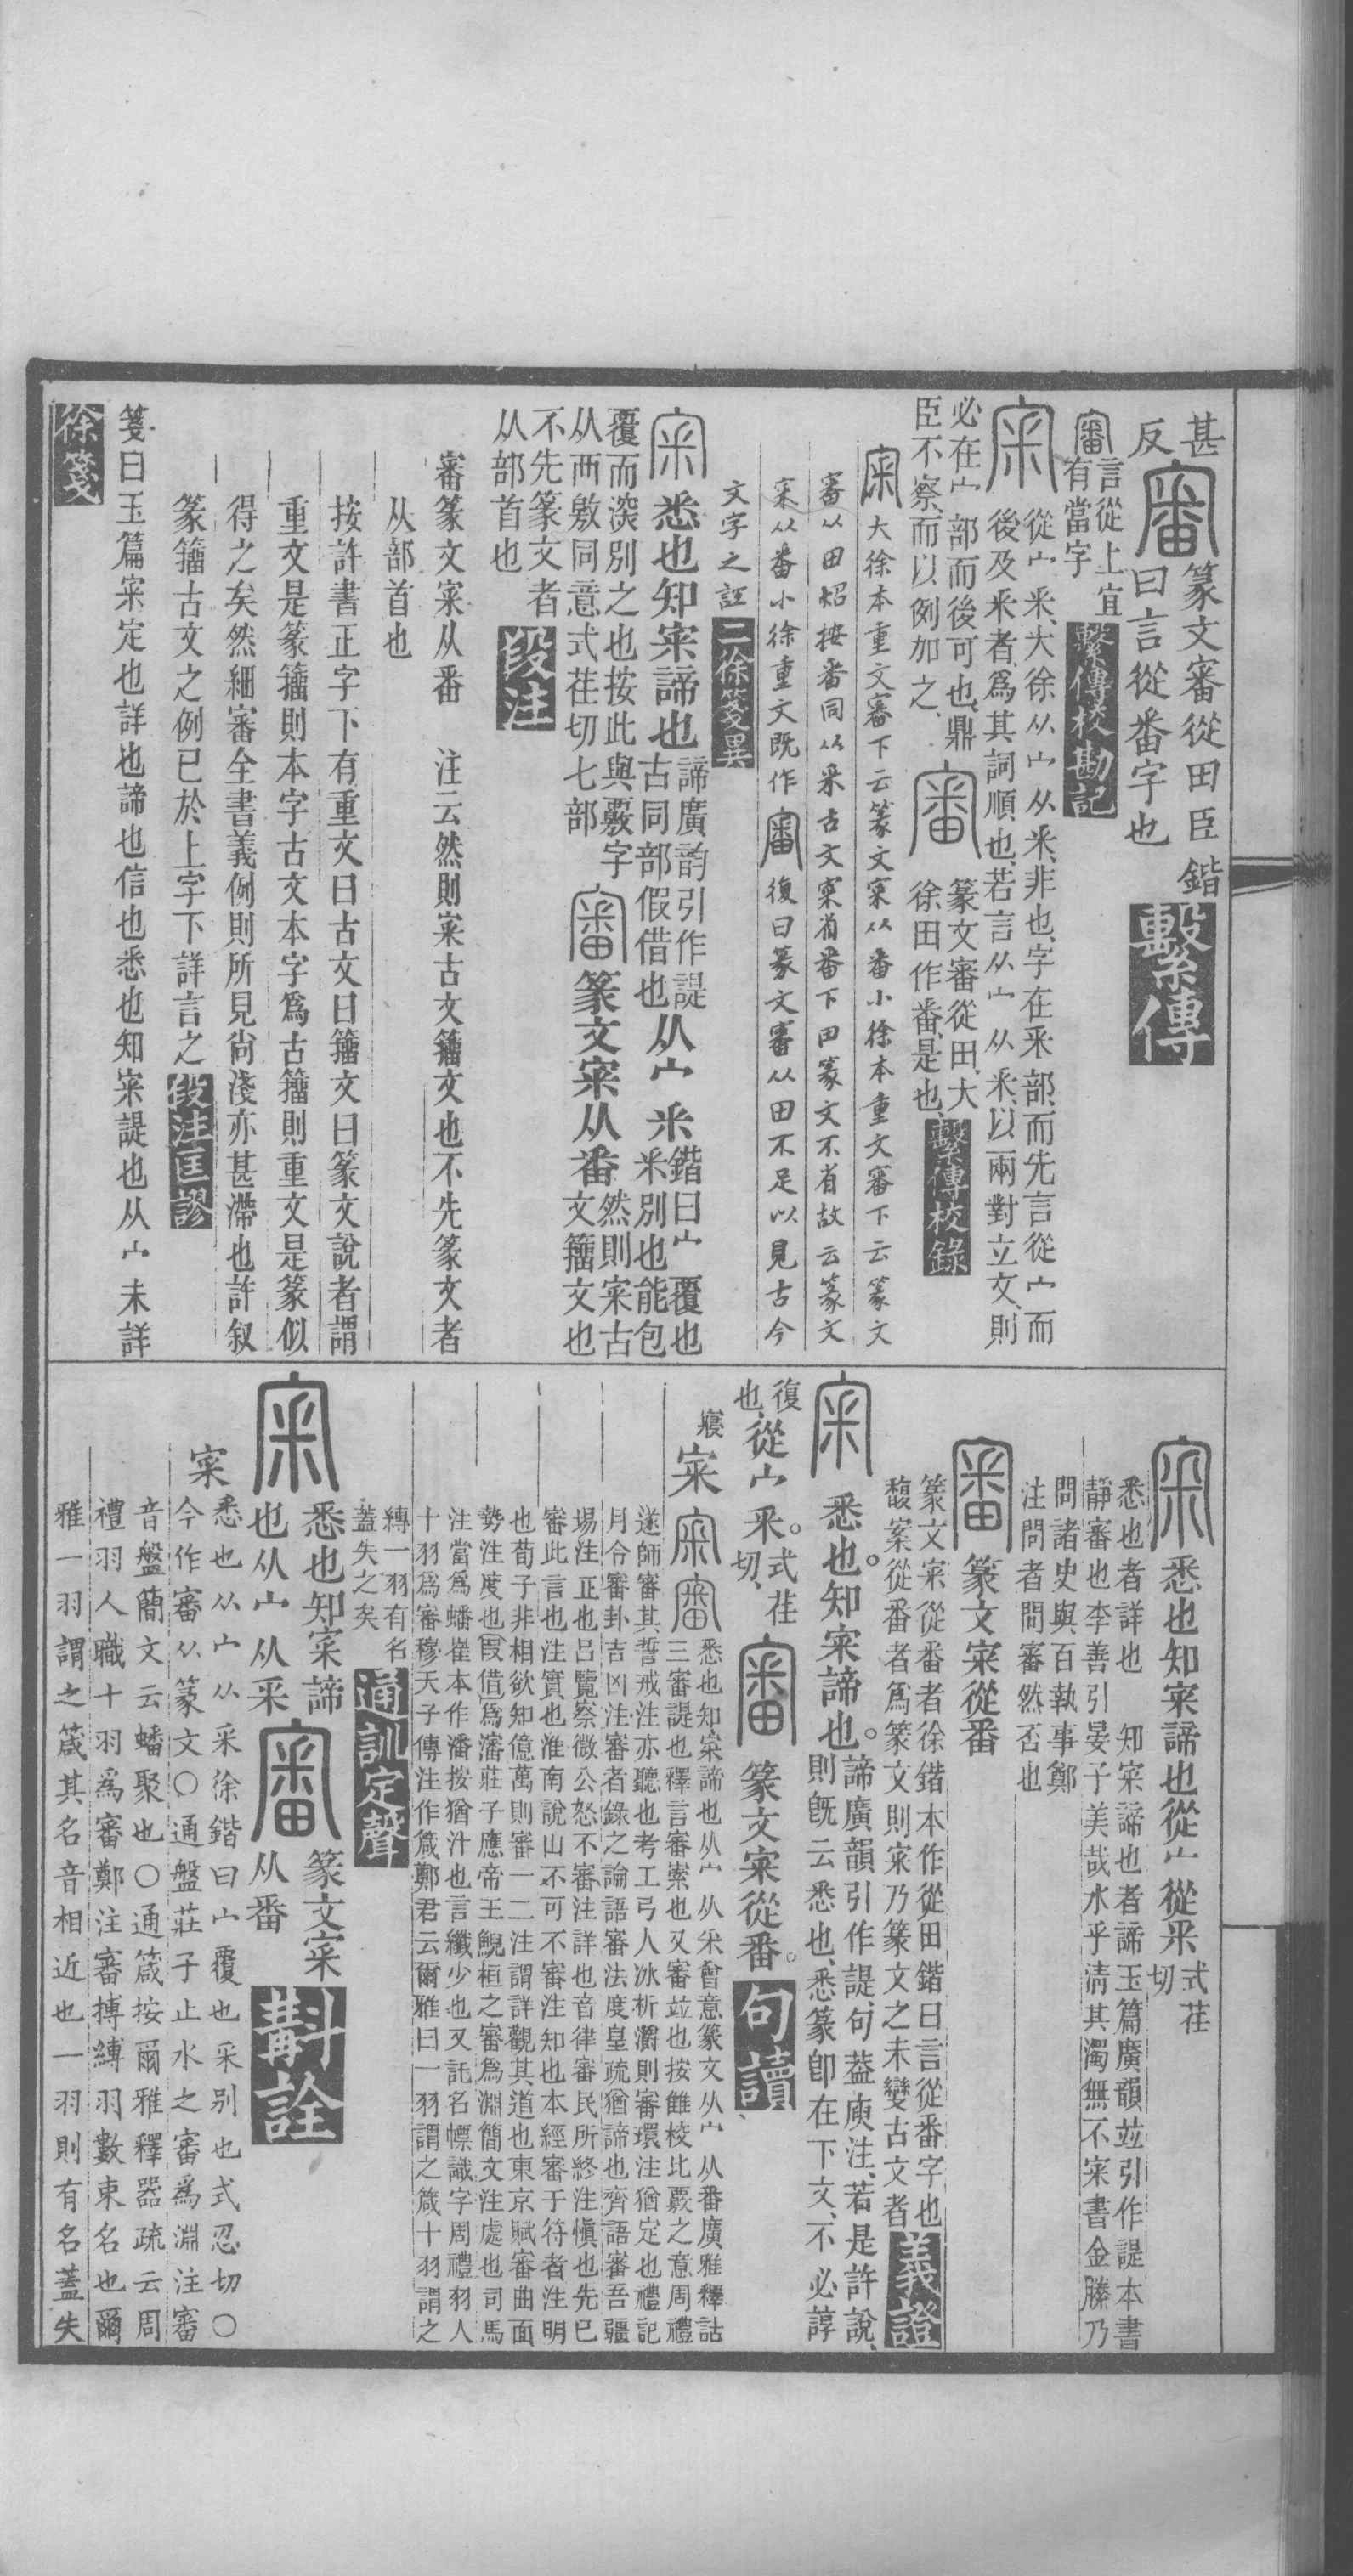 甚
反
審
篆文審從田臣鍇
曰言從番字也
繫傳
審
言從上宜
有當字
繫傳校勘記
宷
從宀釆大徐从宀从釆非也字在釆部而先言從宀而
後及釆者爲其詞順也若言从宀从釆以兩對立文則
必在宀部而後可也鼎
臣不察而以例加之
審
篆文審從田大
徐田作番是也
繫傳校錄
宷大徐本重文審下云篆文宷从番小徐本重文審下云篆文
審从田炤按番同从釆古文宷省番下田篆文不省故云篆文
宷从番小徐重文旣作審復曰篆文審从田不足以見古今
文字之誼
二徐箋異
宷
悉也知宷諦也
諦廣韵引作諟
古同部假借也
从宀釆
鍇曰宀覆也
釆別也能包
覆而深別之也按此與覈字
从襾敫同意式荏切七部
審
篆文宷从番
然則宷古
文籀文也
不先篆文者
从部首也
段注
審篆文宷从番　注云然則宷古文籀文也不先篆文者
从部首也
按許書正字下有重文曰古文曰籀文曰篆文說者謂
重文是篆籀則本字古文本字爲古籀則重文是篆似
得之矣然細審全書義例則所見尙淺亦甚滯也許叙
篆籀古文之例已於上字下詳言之
段注匡謬
箋曰玉篇宷定也詳也諦也信也悉也知宷諟也从宀未詳
徐箋
宷
悉也知宷諦也從宀從釆
式荏
切
悉也者詳也　知宷諦也者諦玉篇廣韻竝引作諟本書
靜審也李善引晏子美哉水乎淸其濁無不宷書金縢乃
問諸史與百執事鄭
注問者問審然否也
審
篆文宷從番
篆文宷從番者徐鍇本作從田鍇曰言從番字也
馥案從番者爲篆文則宷乃篆文之未變古文者
義證
宷
悉也。知宷諦也。
諦廣韻引作諟句葢庾注若是許說
則旣云悉也悉篆卽在下文不必諄
復
也
從宀釆。
式荏
切
審
篆文宷從番。
句讀
寢
宷
宷
審
悉也知宷諦也从宀从釆會意篆文从宀从番廣雅釋詁
三審諟也釋言審索也又審竝也按雔校比覈之意周禮
遂師審其誓戒注亦聽也考工弓人冰析灂則審環注猶定也禮記
月令審卦吉凶注審者錄之論語審法度皇疏猶諦也齊語審吾疆
場注正也呂覽察微公怒不審注詳也音律審民所終注愼也先已
審此言也注實也淮南說山不可不審注知也本經審于符者注明
也荀子非相欲知億萬則審一二注謂詳觀其道也東京賦審曲面
勢注度也叚借爲瀋莊子應帝王鯢桓之審爲淵簡文注處也司馬
注當爲蟠崔本作潘按猶汁也言纖少也又託名幖識字周禮羽人
十羽爲審穆天子傳注作箴鄭君云爾雅曰一羽謂之箴十羽謂之
縳一羽有名
蓋失之矣
通訓定聲
宷
悉也知宷諦
也从宀从釆
審
篆文宷
从番
斠詮
宷
悉也从宀从釆徐鍇曰宀覆也釆別也式忍切〇
今作審从篆文〇通盤莊子止水之審爲淵注審
音盤簡文云蟠聚也〇通箴按爾雅釋器疏云周
禮羽人職十羽爲審鄭注審搏縛羽數束名也爾
雅一羽謂之箴其名音相近也一羽則有名蓋失